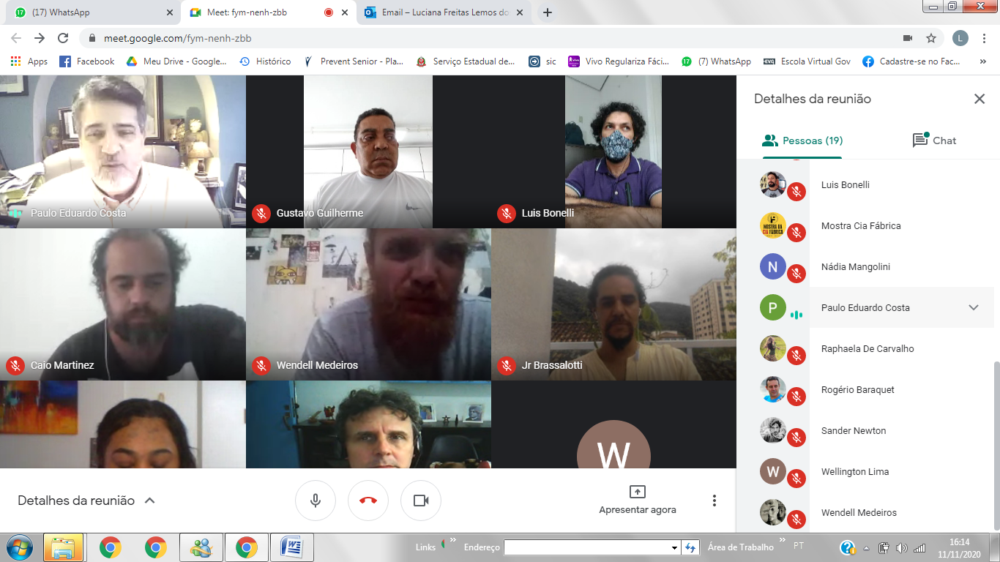 (17) WhatsApp
Meet: fym-nenh-zbb
Email – Luciana Freitas Lemos do
meet.google.com/fym-nenh-zbb
L
Apps
Facebook
Meu Drive - Google...
Histórico
Prevent Senior - Pla...
Serviço Estadual de...
sic
Vivo Regulariza Fáci...
(7) WhatsApp
EVG
Escola Virtual Gov
Cadastre-se no Fac...
»
Paulo Eduardo Costa
Gustavo Guilherme
Luis Bonelli
Caio Martinez
Wendell Medeiros
Jr Brassalotti
W
Detalhes da reunião
Pessoas (19)
Chat
Luis Bonelli
MOSTRA DA
CIA FÁBRICA
Mostra Cia Fábrica
N
Nádia Mangolini
P
Paulo Eduardo Costa
Raphaela De Carvalho
Rogério Baraquet
Sander Newton
W
Wellington Lima
Wendell Medeiros
Detalhes da reunião
Apresentar agora
Links
»
Endereço
Área de Trabalho
»
PT
16:14
11/11/2020